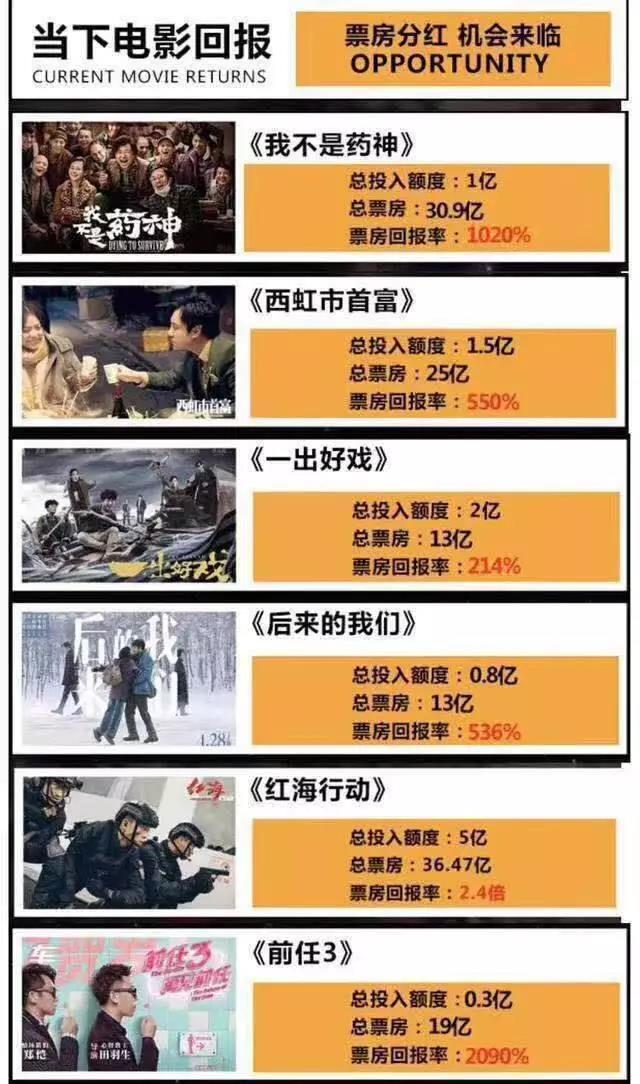 当下电影回报
CURRENT MOVIE RETURNS
票房分红 机会来临
OPPORTUNITY
我不是药神
DYING TO SURVIVE
《我不是药神》
总投入额度：1亿
总票房：30.9亿
票房回报率：1020%
西虹市首富
《西虹市首富》
总投入额度：1.5亿
总票房：25亿
票房回报率：550%
一出好戏
《一出好戏》
总投入额度：2亿
总票房：13亿
票房回报率：214%
后来的我们
1.28
《后来的我们》
总投入额度：0.8亿
总票房：13亿
票房回报率：536%
红海
《红海行动》
总投入额度：5亿
总票房：36.47亿
票房回报率：2.4倍
前任3
再见前任
郑恺
导演田羽生
《前任3》
总投入额度：0.3亿
总票房：19亿
票房回报率：2090%